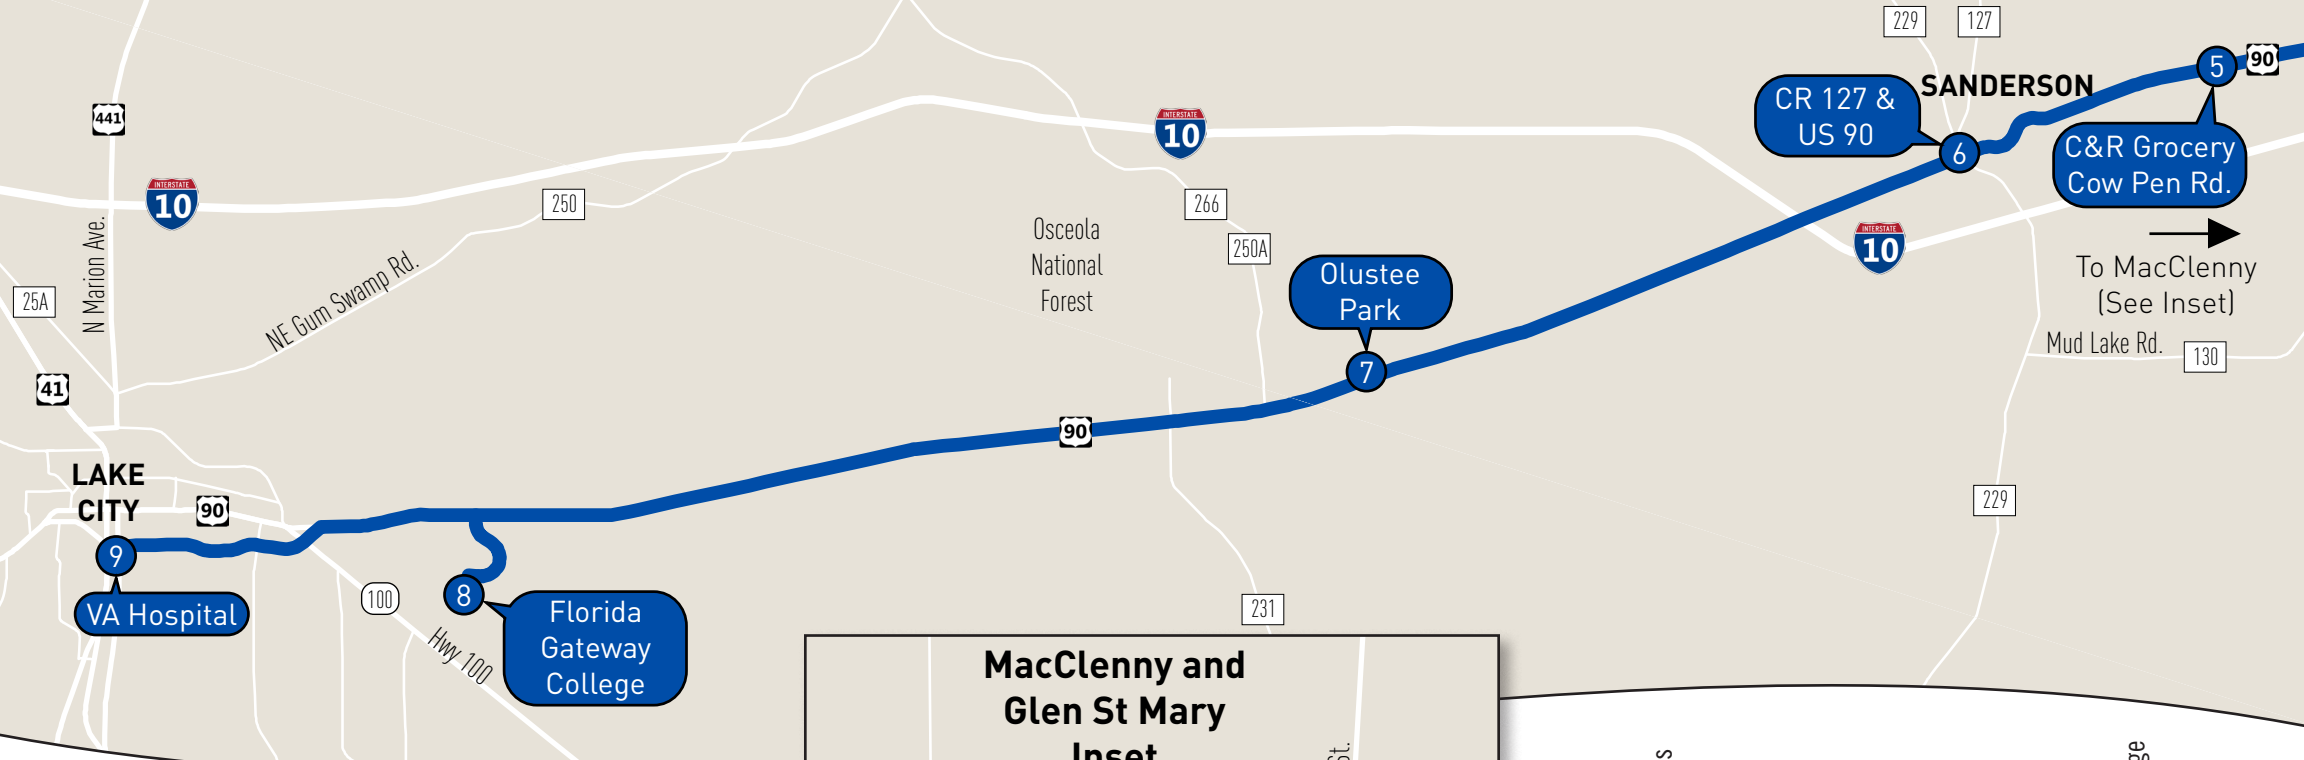 229
127
5
90
SANDERSON
CR 127 &
US 90
6
C&R Grocery
Cow Pen Rd.
441
INTERSTATE
10
INTERSTATE
10
INTERSTATE
10
250
266
250A
Osceola
National
Forest
N Marion Ave.
NE Gum Swamp Rd.
25A
41
Olustee
Park
7
To MacClenny
(See Inset)
Mud Lake Rd.
130
90
229
LAKE
CITY
90
9
VA Hospital
100
Hwy 100
8
Florida
Gateway
College
231
MacClenny and
Glen St Mary
Inset